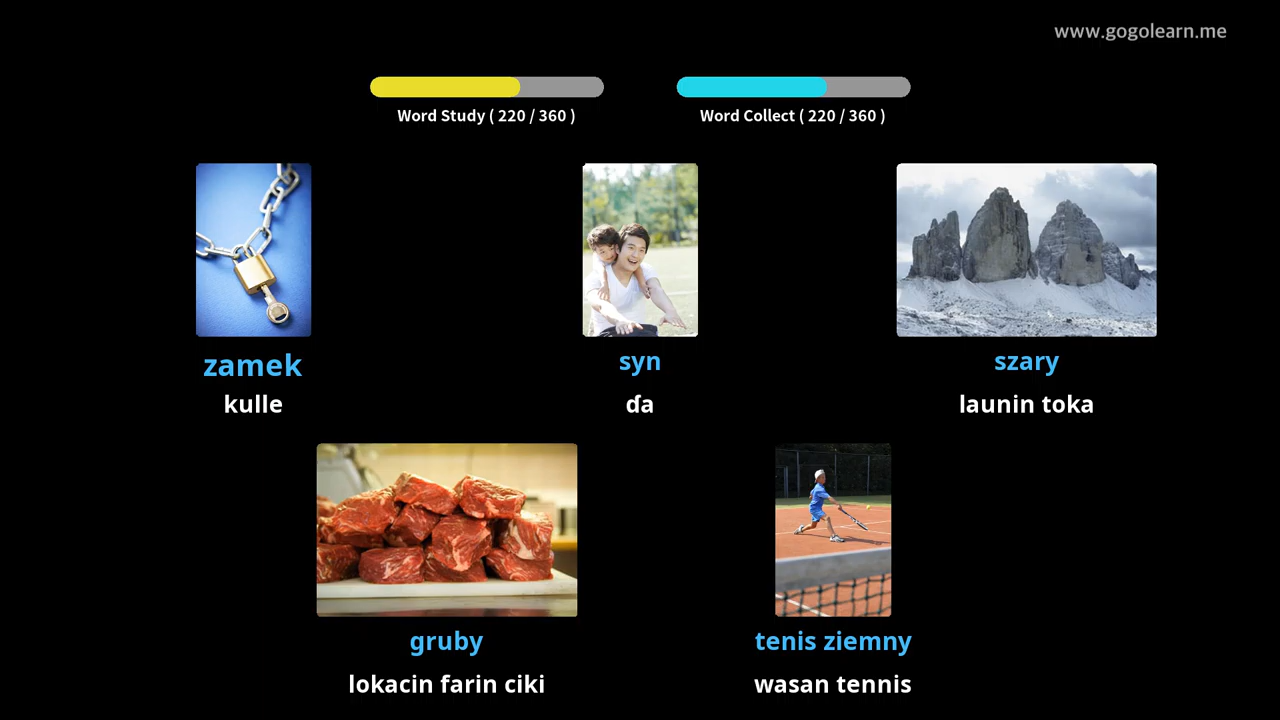 www.gogolearn.me
Word Study ( 220 / 360 )
Word Collect ( 220 / 360 )
zamek
syn
szary
kulle
ɗa
launin toka
gruby
tenis ziemny
lokacin farin ciki
wasan tennis